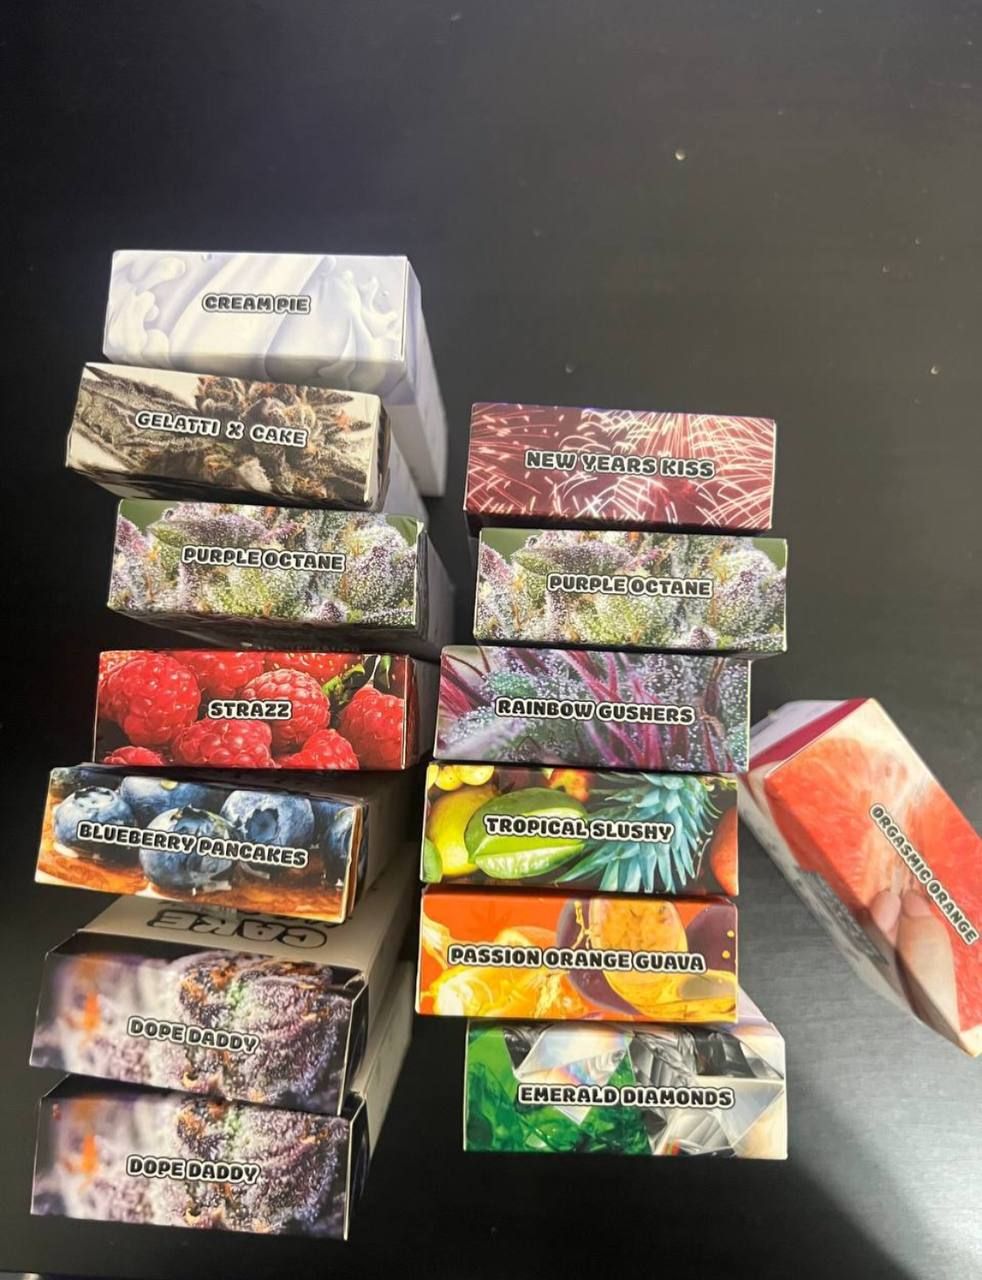 CREAM PIE
GELATTI X CAKE
PURPLE OCTANE
STRAZZ
BLUEBERRY PANCAKES
CAKE
DOPE DADDY
DOPE DADDY
NEW YEARS KISS
PURPLE OCTANE
RAINBOW GUSHERS
TROPICAL SLUSHY
PASSION ORANGE GUAVA
EMERALD DIAMONDS
ORGASMIC ORANGE